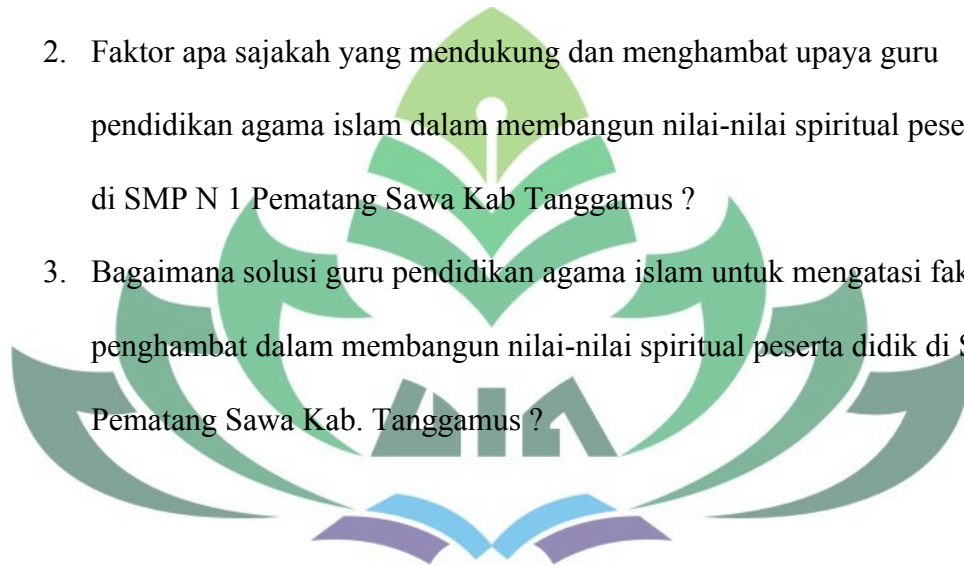 2. Faktor apa sajakah yang mendukung dan menghambat upaya guru
pendidikan agama islam dalam membangun nilai-nilai spiritual
di SMP N 1 Pematang Sawa Kab Tanggamus ?
3. Bagaimana solusi guru pendidikan agama islam untuk mengatasi
penghambat dalam membangun nilai-nilai spiritual peserta didik di
Pematang Sawa Kab. Tanggamus ?